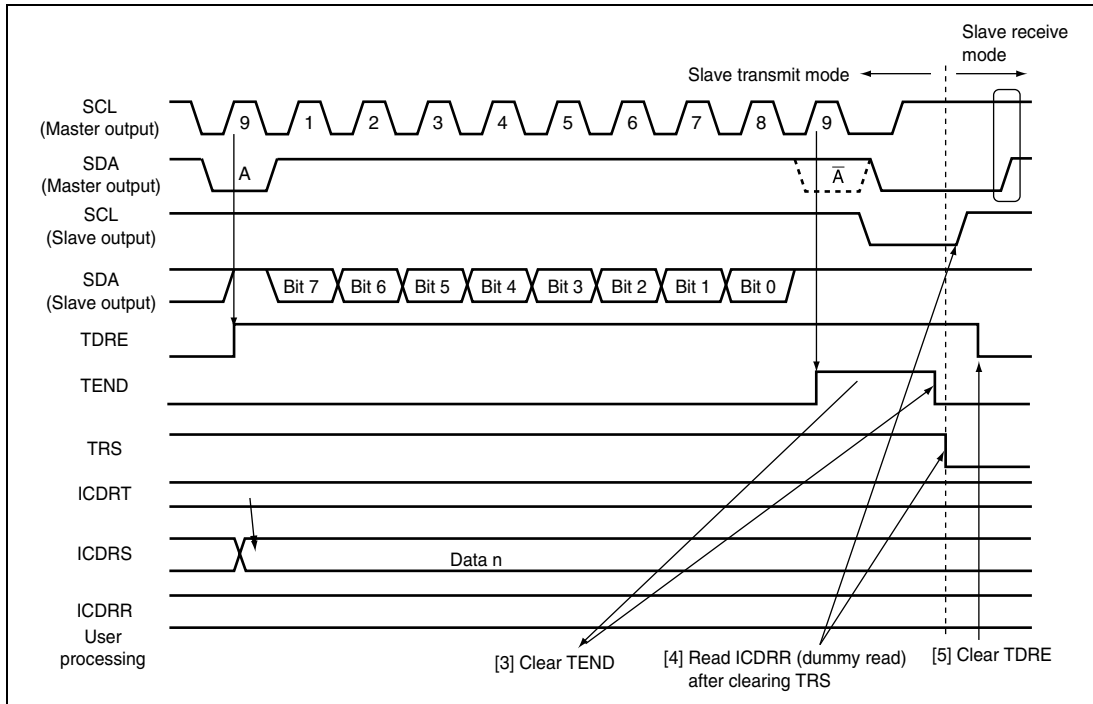 Slave receive
mode
Slave transmit mode
SCL
(Master output)
9 1 2 3 4 5 6 7 8 9
SDA
(Master output)
A A̅
SCL
(Slave output)
SDA
(Slave output)
Bit 7 Bit 6 Bit 5 Bit 4 Bit 3 Bit 2 Bit 1 Bit 0
TDRE
TEND
TRS
ICDRT
ICDRS
Data n
ICDRR
User
processing
[3] Clear TEND
[4] Read ICDRR (dummy read)
after clearing TRS
[5] Clear TDRE